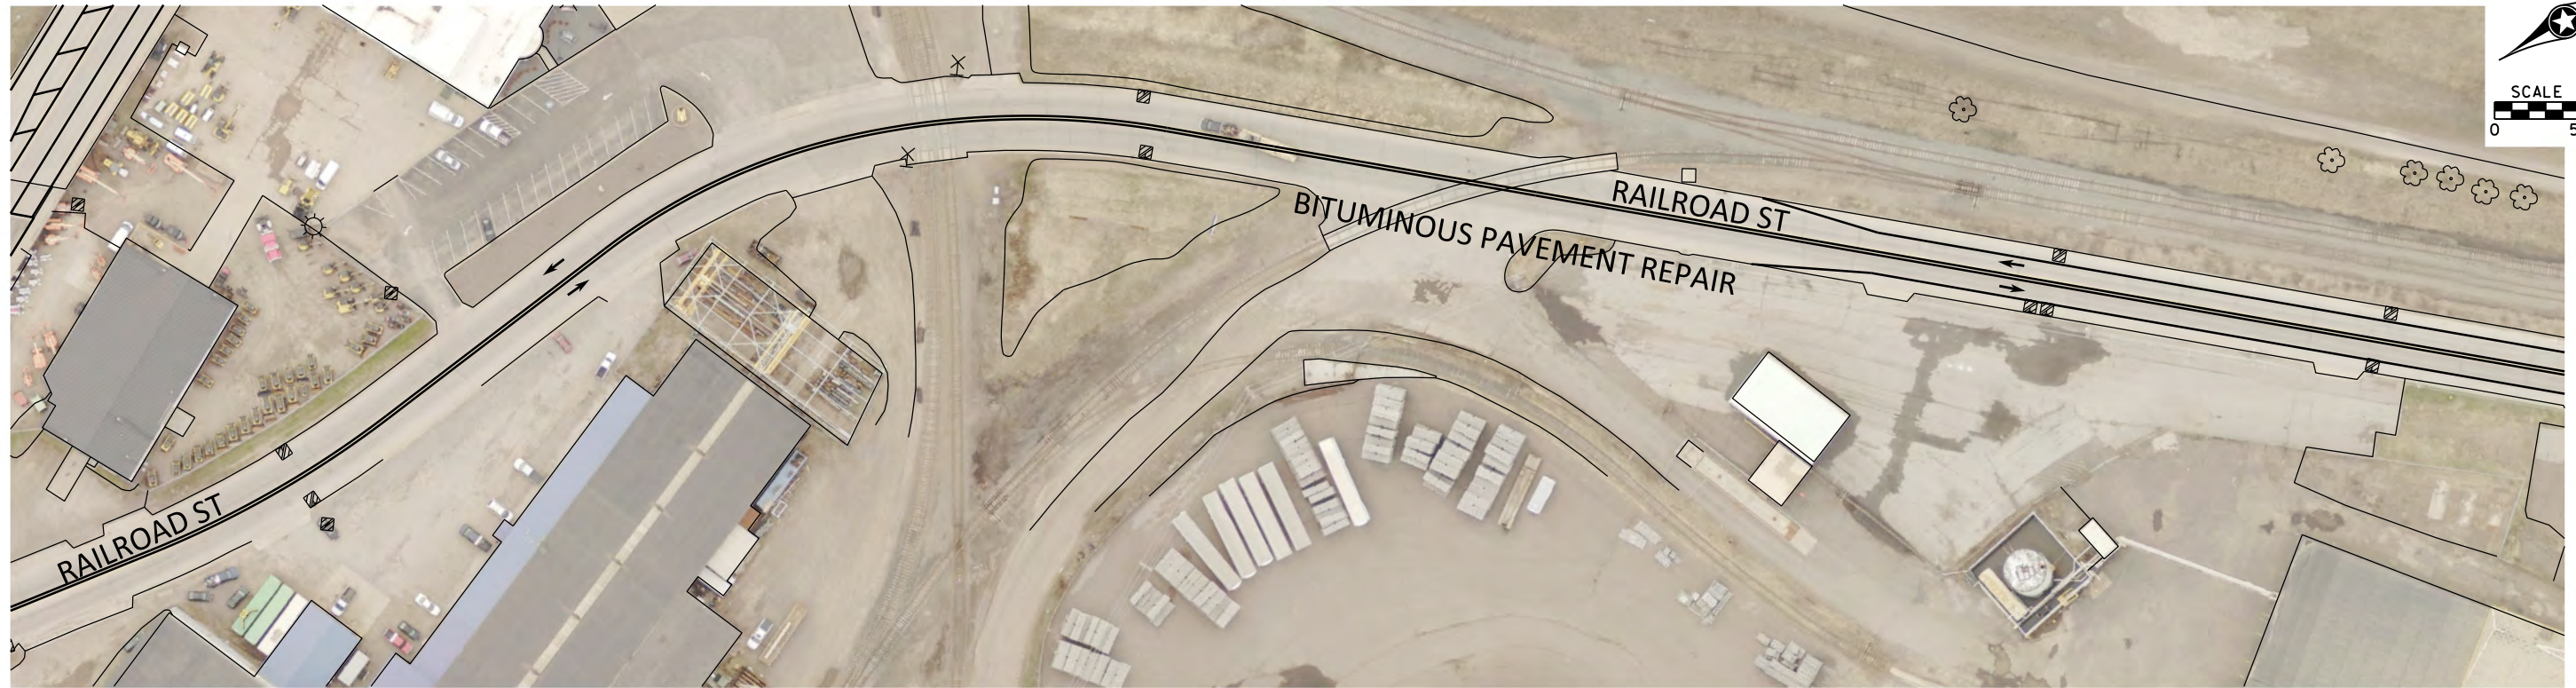 SCALE
0 5
RAILROAD ST
BITUMINOUS PAVEMENT REPAIR
RAILROAD ST